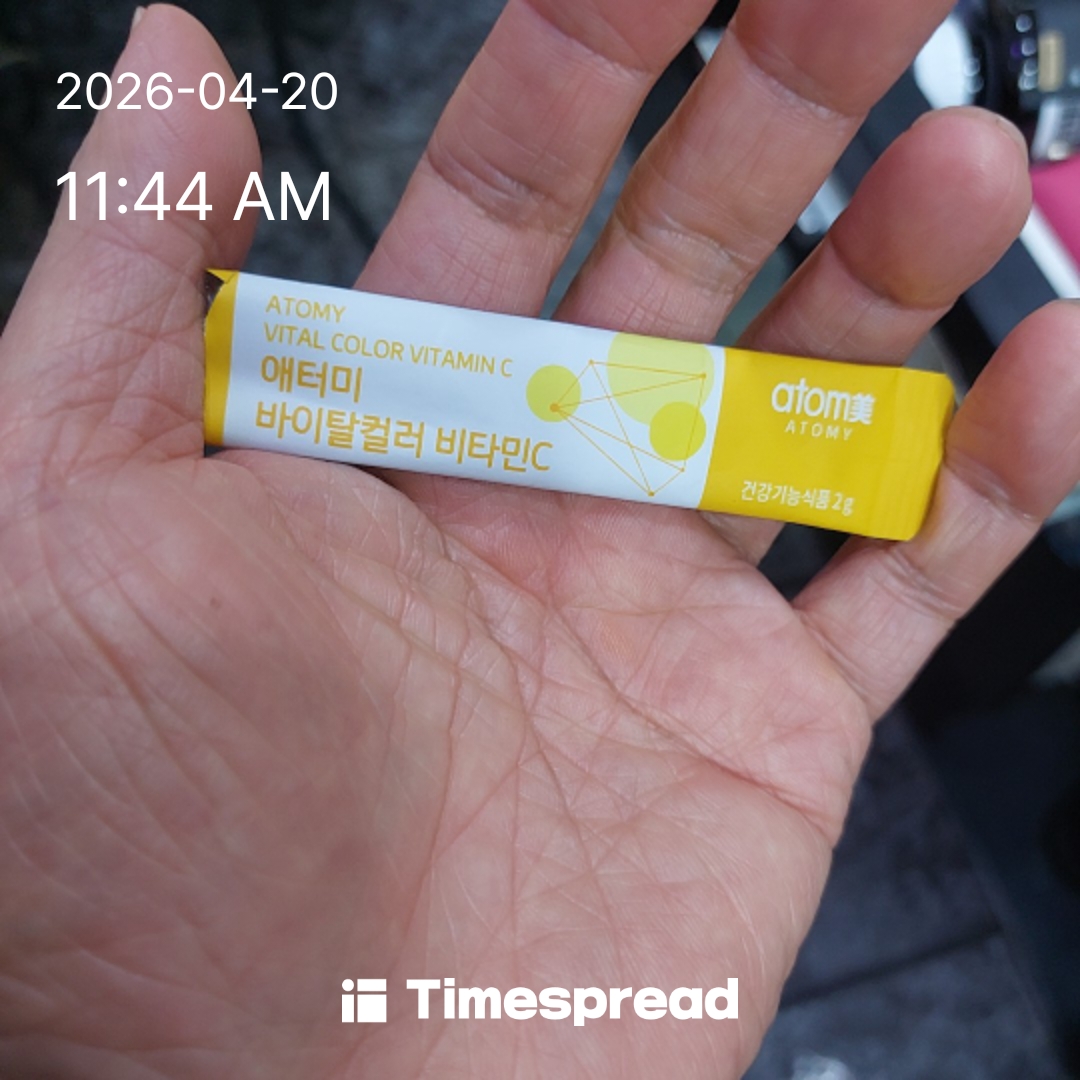 2026-04-20
11:44 AM
ATOMY
VITAL COLOR VITAMIN C
애터미
바이탈컬러 비타민C
atom美
ATOMY
건강기능식품 2g
Timespread